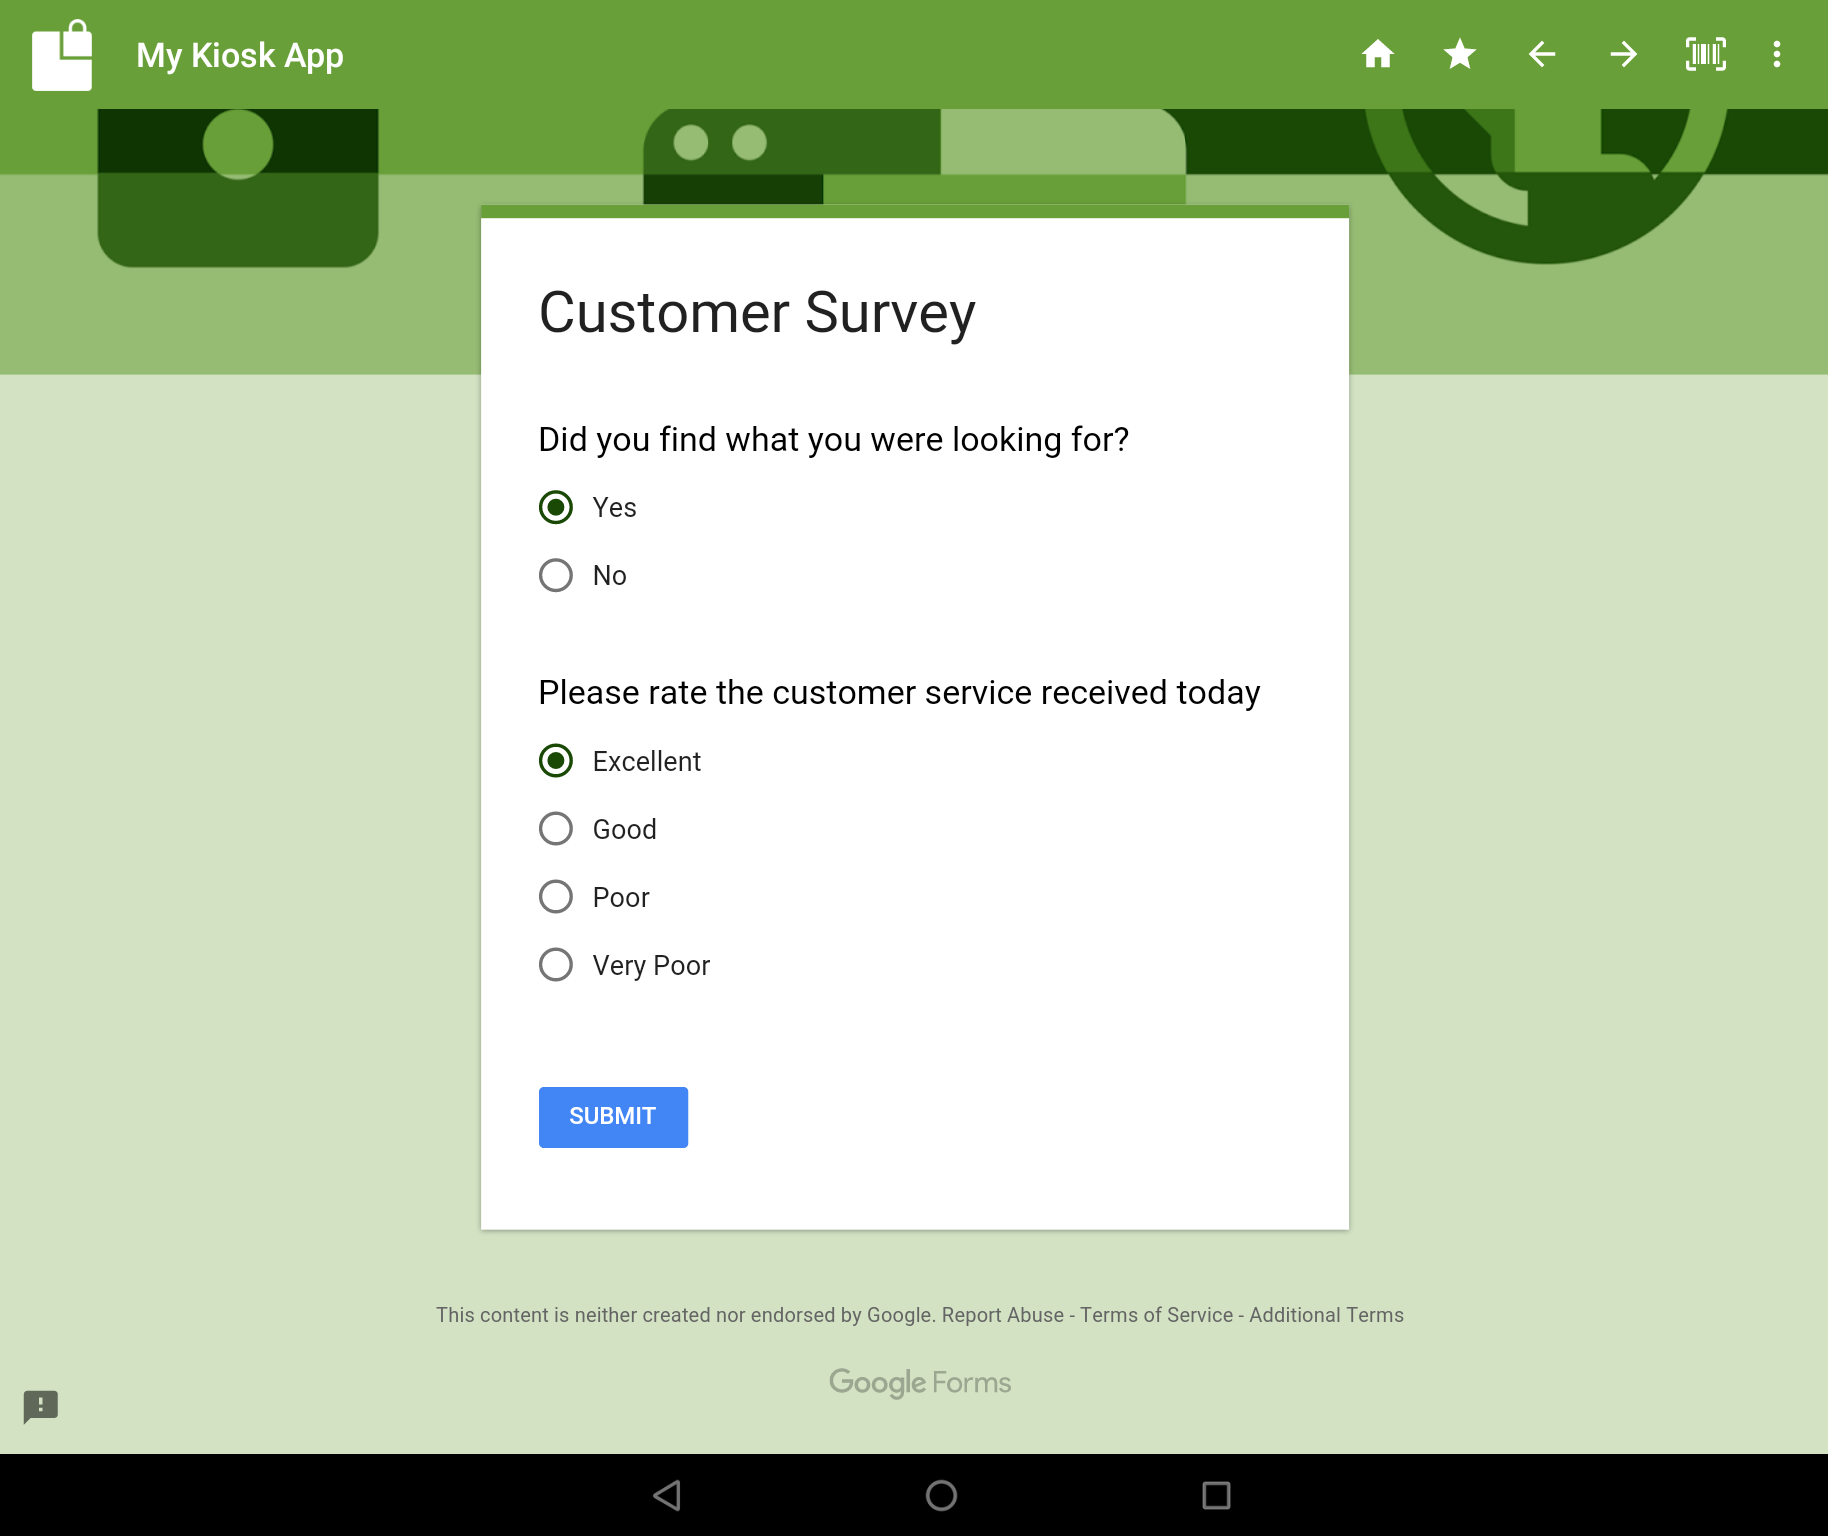 My Kiosk App
Customer Survey
Did you find what you were looking for?
Yes
No
Please rate the customer service received today
Excellent
Good
Poor
Very Poor
SUBMIT
This content is neither created nor endorsed by Google. Report Abuse - Terms of Service - Additional Terms
Google Forms